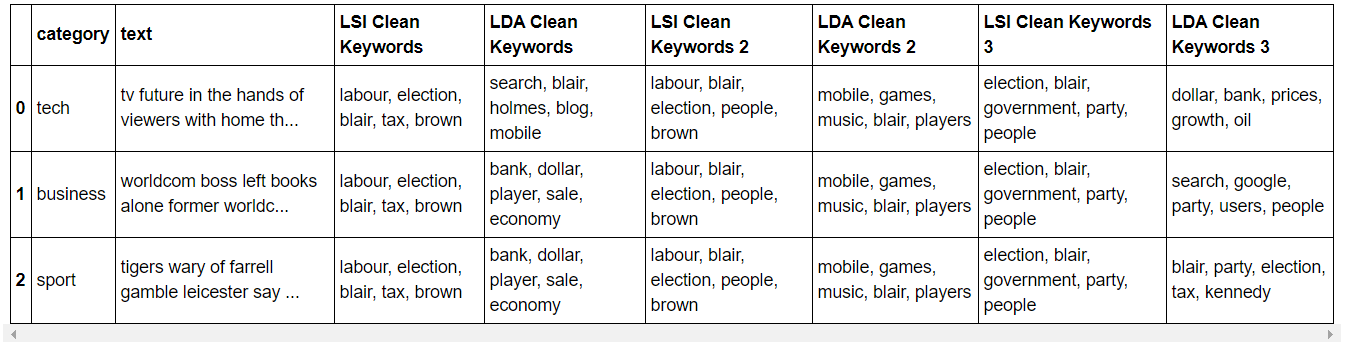 category text LSI Clean Keywords LDA Clean Keywords LSI Clean Keywords 2 LDA Clean Keywords 2 LSI Clean Keywords 3 LDA Clean Keywords 3
0 tech tv future in the hands of viewers with home th... labour, election, blair, tax, brown search, blair, holmes, blog, mobile labour, blair, election, people, brown mobile, games, music, blair, players election, blair, government, party, people dollar, bank, prices, growth, oil
1 business worldcom boss left books alone former worldc... labour, election, blair, tax, brown bank, dollar, player, sale, economy labour, blair, election, people, brown mobile, games, music, blair, players election, blair, government, party, people search, google, party, users, people
2 sport tigers wary of farrell gamble leicester say ... labour, election, blair, tax, brown bank, dollar, player, sale, economy labour, blair, election, people, brown mobile, games, music, blair, players election, blair, government, party, people blair, party, election, tax, kennedy